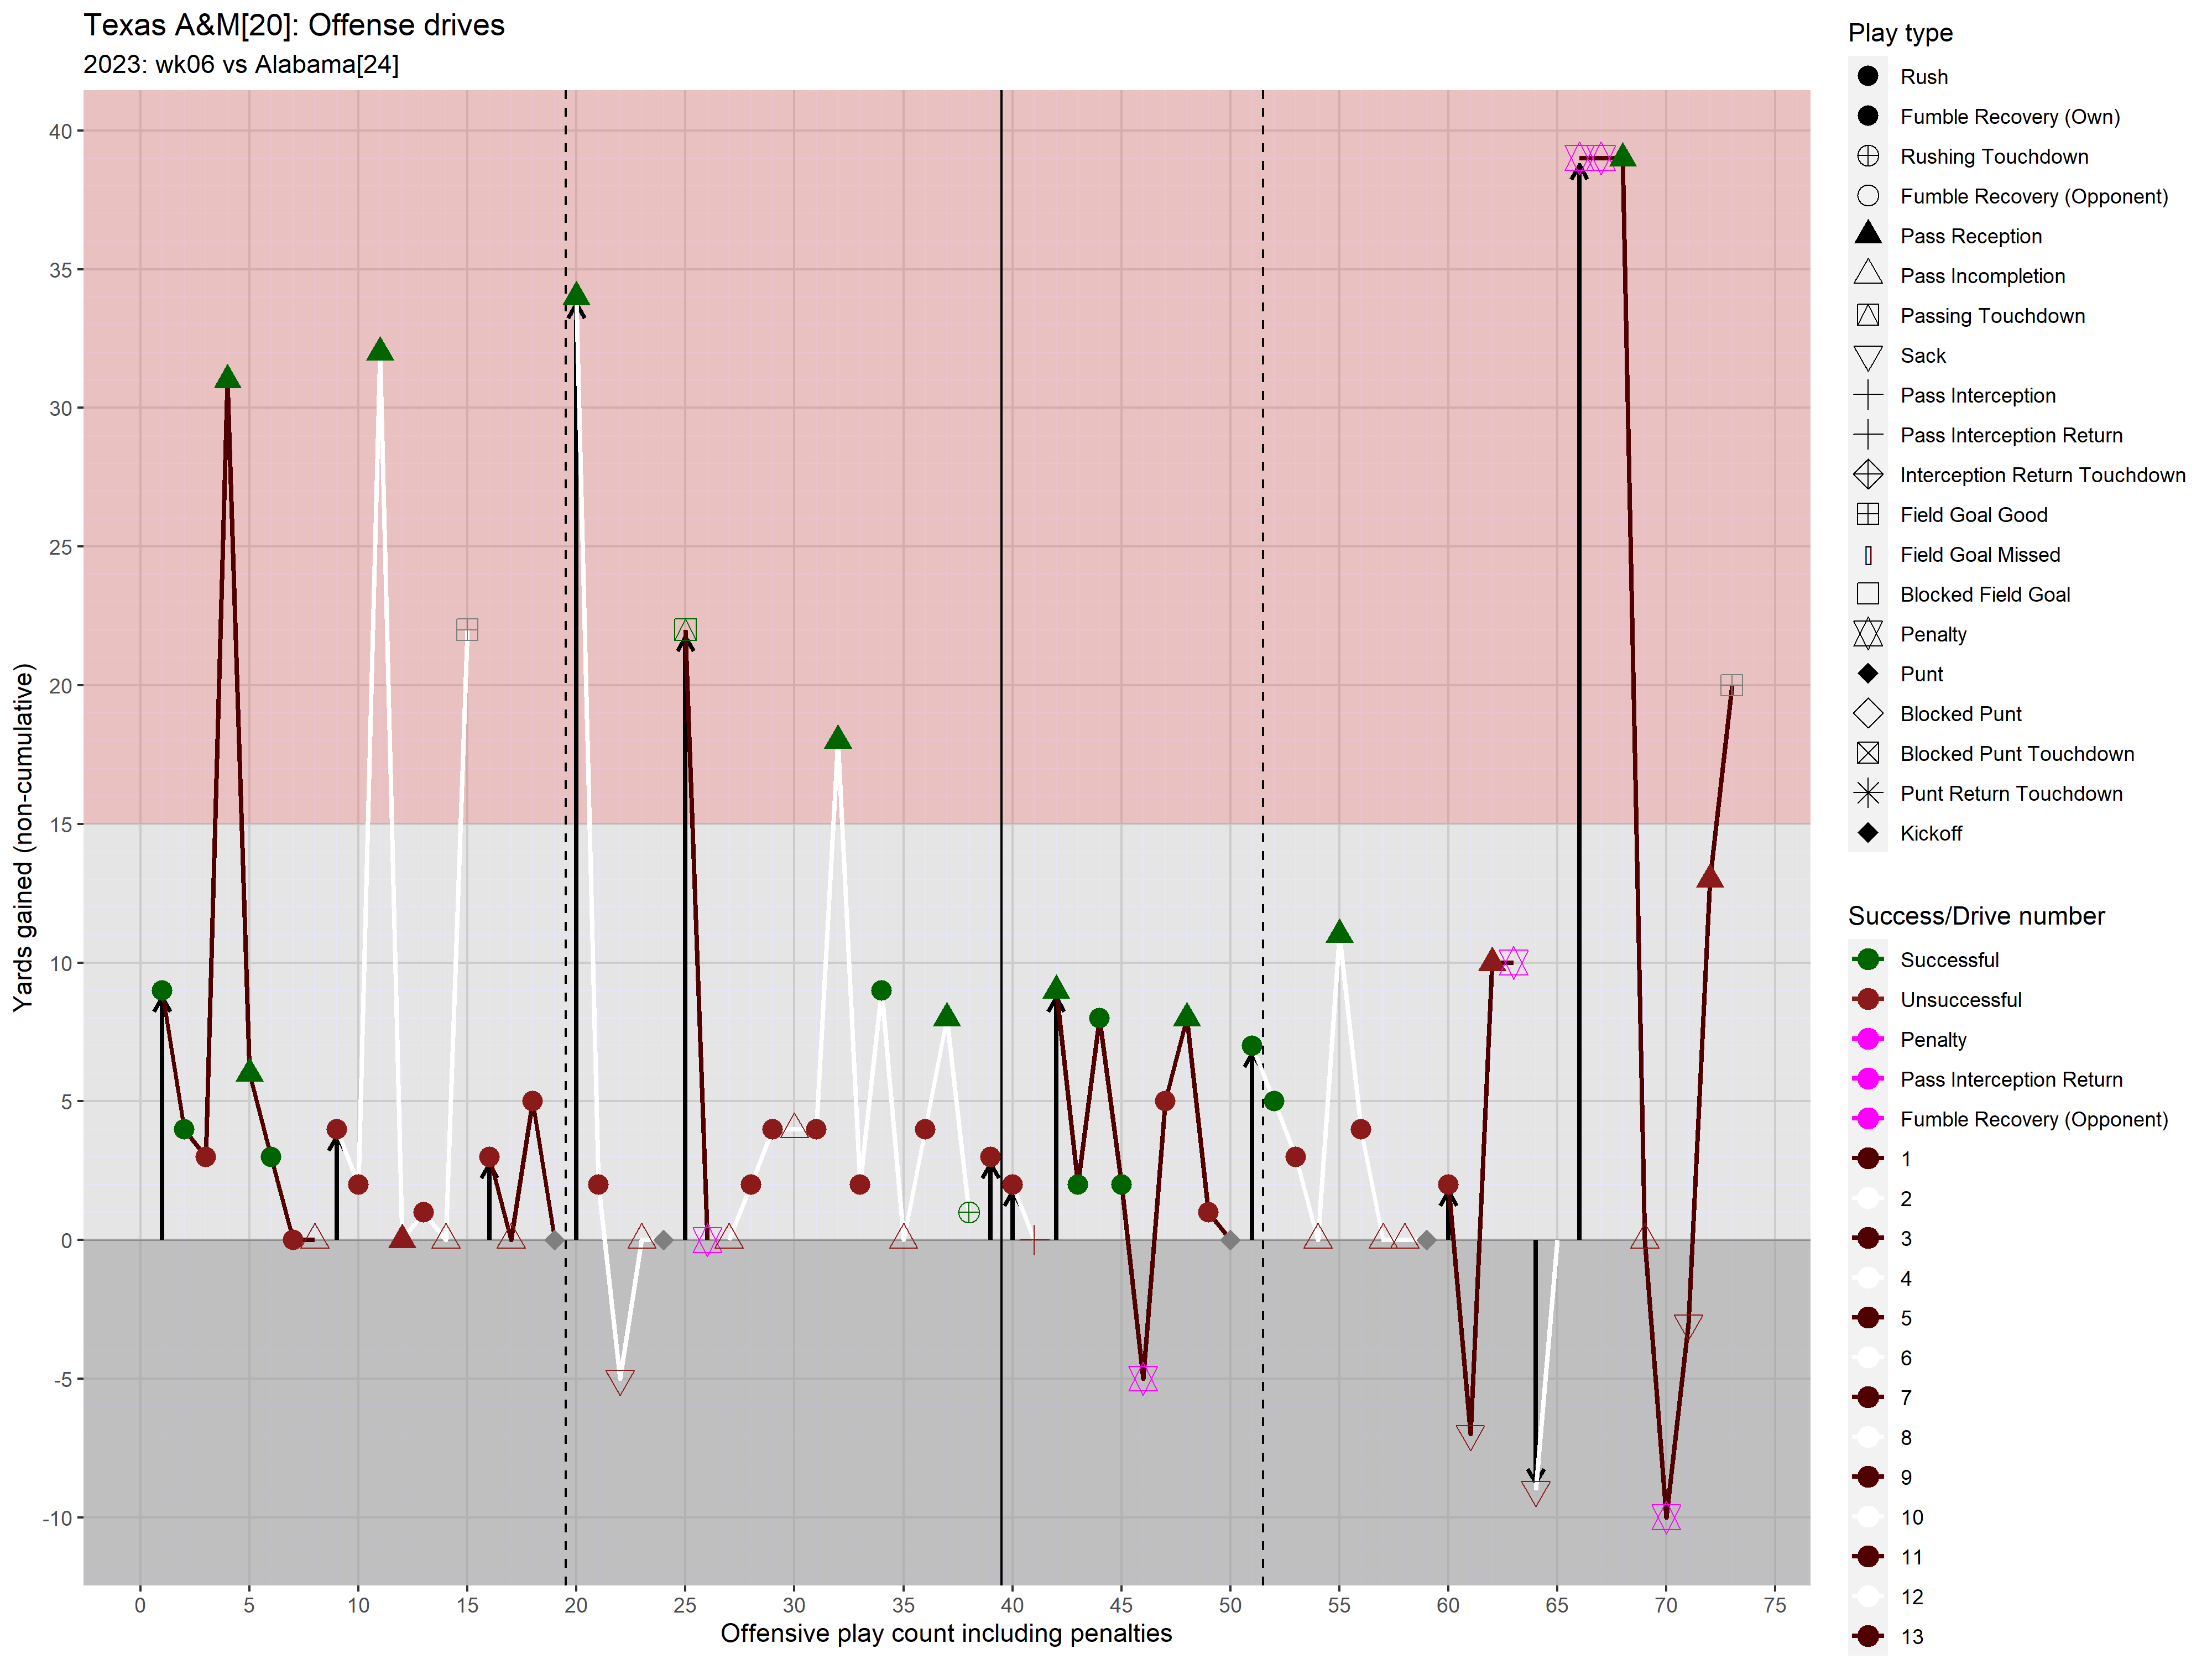 Texas A&M[20]: Offense drives
2023: wk06 vs Alabama[24]
Yards gained (non-cumulative)
40
35
30
25
20
15
10
5
0
-5
-10
0 5 10 15 20 25 30 35 40 45 50 55 60 65 70 75
Offensive play count including penalties
Play type
Rush
Fumble Recovery (Own)
Rushing Touchdown
Fumble Recovery (Opponent)
Pass Reception
Pass Incompletion
Passing Touchdown
Sack
Pass Interception
Pass Interception Return
Interception Return Touchdown
Field Goal Good
Field Goal Missed
Blocked Field Goal
Penalty
Punt
Blocked Punt
Blocked Punt Touchdown
Punt Return Touchdown
Kickoff
Success/Drive number
Successful
Unsuccessful
Penalty
Pass Interception Return
Fumble Recovery (Opponent)
1
2
3
4
5
6
7
8
9
10
11
12
13